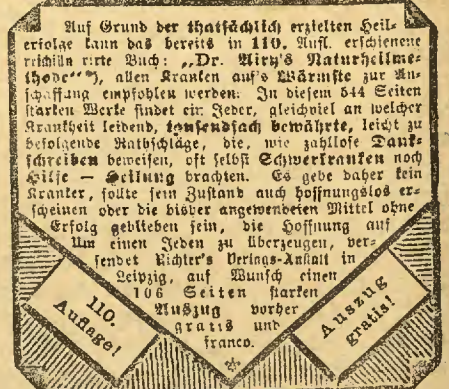 Auf Grund der thatsächlich erzielten Heil-
erfolge kann das bereits in 110. Aufl. erschienene
reichillustrirte Buch: „Dr. Airy's Naturheilme-
thode“*), allen Kranken auf's Wärmste zur An-
schaffung empfohlen werden. In diesem 544 Seiten
starken Werke findet ein Jeder, gleichviel an welcher
Krankheit leidend, tausendfach bewährte, leicht zu
befolgende Rathschläge, die, wie zahllose Dank-
schreiben beweisen, oft selbst Schwerkranken noch
Hilfe — Heilung brachten. Es gebe daher kein
Kranker, sollte sein Zustand auch hoffnungslos er-
scheinen oder die bisher angewendeten Mittel ohne
Erfolg geblieben sein, die Hoffnung auf
Um einen Jeden zu überzeugen, ver-
sendet Richter's Verlags-Anstalt in
Leipzig, auf Wunsch einen
106 Seiten starken
Auszug vorher
gratis und
franco.
110.
Auflage!
Auszug
gratis!